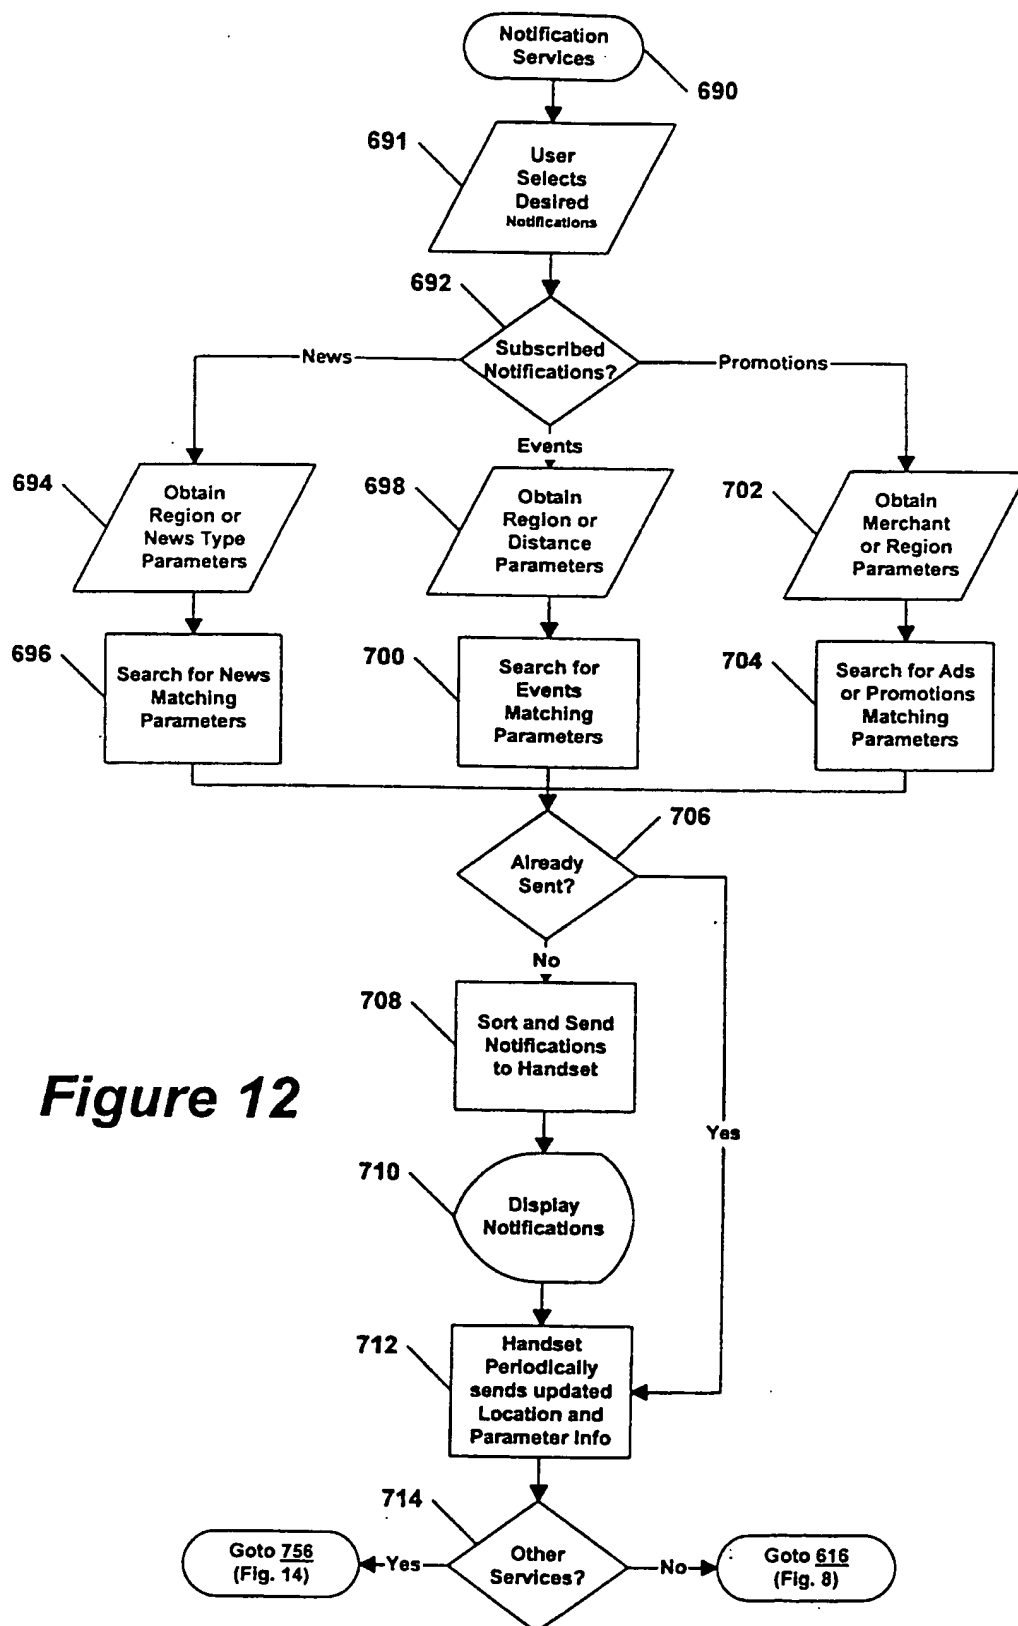 Notification
Services
690
691
User
Selects
Desired
Notifications
692
Subscribed
Notifications?
News
Promotions
Events
694
Obtain
Region or
News Type
Parameters
698
Obtain
Region or
Distance
Parameters
702
Obtain
Merchant
or Region
Parameters
696
Search for News
Matching
Parameters
700
Search for
Events
Matching
Parameters
704
Search for Ads
or Promotions
Matching
Parameters
706
Already
Sent?
No
Yes
708
Sort and Send
Notifications
to Handset
Figure 12
710
Display
Notifications
712
Handset
Periodically
sends updated
Location and
Parameter Info
714
Other
Services?
Yes
No
Goto 756
(Fig. 14)
Goto 616
(Fig. 8)